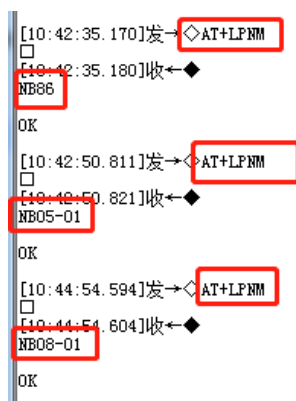 [10:42:35.170]发→◇AT+LPNM
□
[10:42:35.180]收←◆
NB86
OK
[10:42:50.811]发→◇AT+LPNM
□
[10:42:50.821]收←◆
NB05-01
OK
[10:44:54.594]发→◇AT+LPNM
□
[10:44:54.604]收←◆
NB08-01
OK